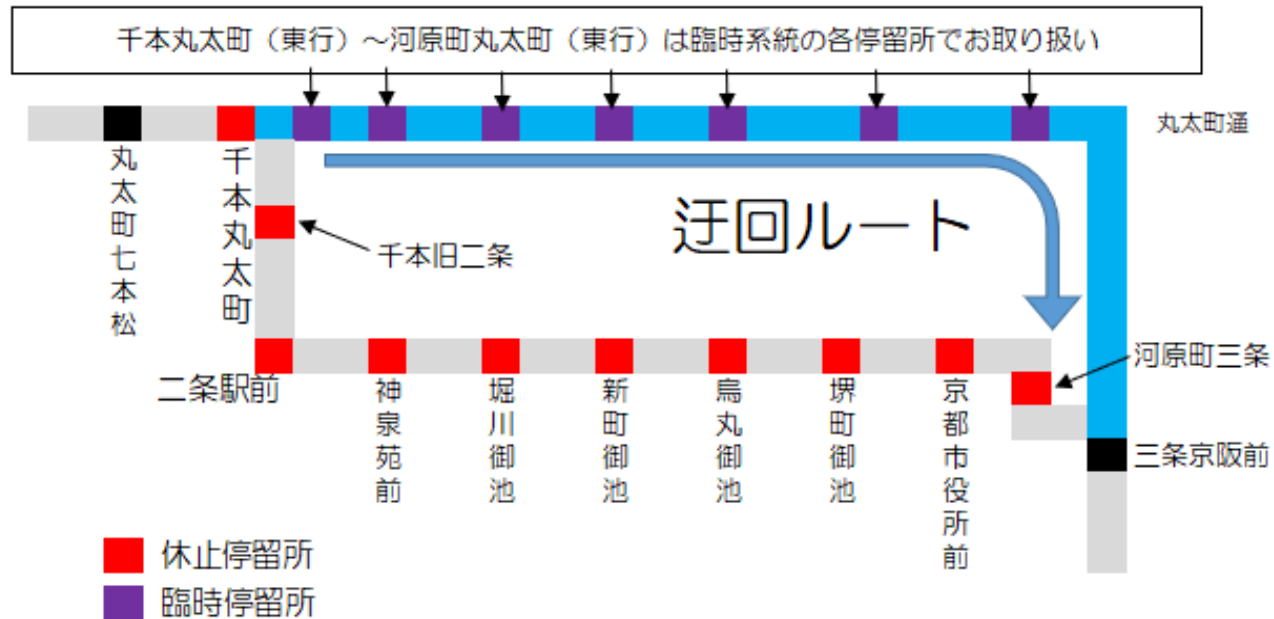 千本丸太町（東行）～河原町丸太町（東行）は臨時系統の各停留所でお取り扱い
丸太町通
丸太町七本松
千本丸太町
迂回ルート
千本旧二条
河原町三条
二条駅前
神泉苑前
堀川御池
新町御池
烏丸御池
堺町御池
京都市役所前
三条京阪前
休止停留所
臨時停留所